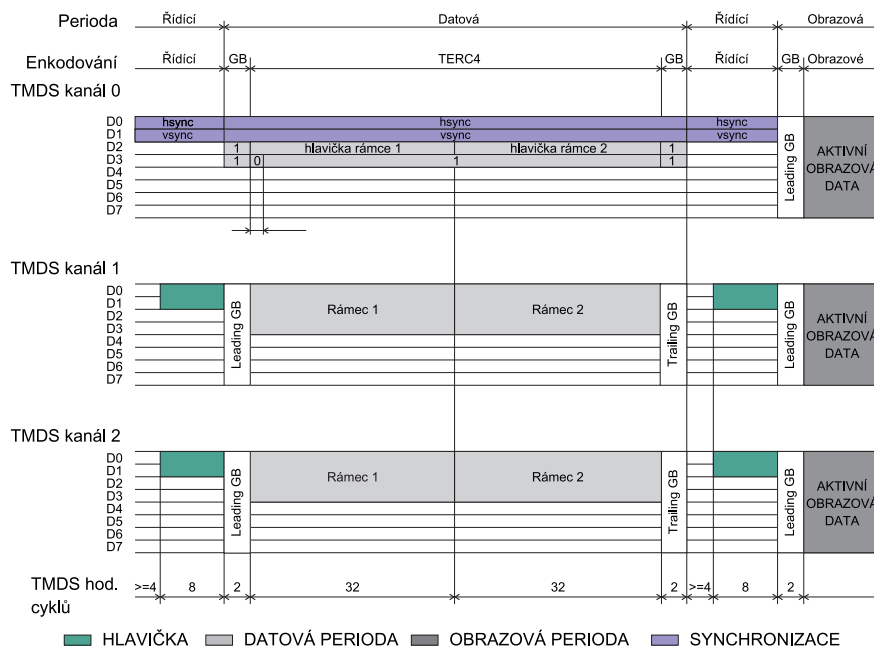 Perioda Řídící Datová Řídící Obrazová
Enkodování Řídící GB TERC4 GB Řídící GB Obrazové
TMDS kanál 0
D0 hsync hsync hsync
D1 vsync vsync vsync
D2 1 hlavička rámce 1 hlavička rámce 2 1
D3 1 0 1 1
D4
D5
D6
D7
Leading GB
AKTIVNÍ
OBRAZOVÁ
DATA
TMDS kanál 1
D0
D1
D2
D3
D4
D5
D6
D7
Leading GB
Rámec 1
Rámec 2
Trailing GB
Leading GB
AKTIVNÍ
OBRAZOVÁ
DATA
TMDS kanál 2
D0
D1
D2
D3
D4
D5
D6
D7
Leading GB
Rámec 1
Rámec 2
Trailing GB
Leading GB
AKTIVNÍ
OBRAZOVÁ
DATA
TMDS hod. >=4 8 2 32 32 2 >=4 8 2
cyklů
HLAVIČKA DATOVÁ PERIODA OBRAZOVÁ PERIODA SYNCHRONIZACE